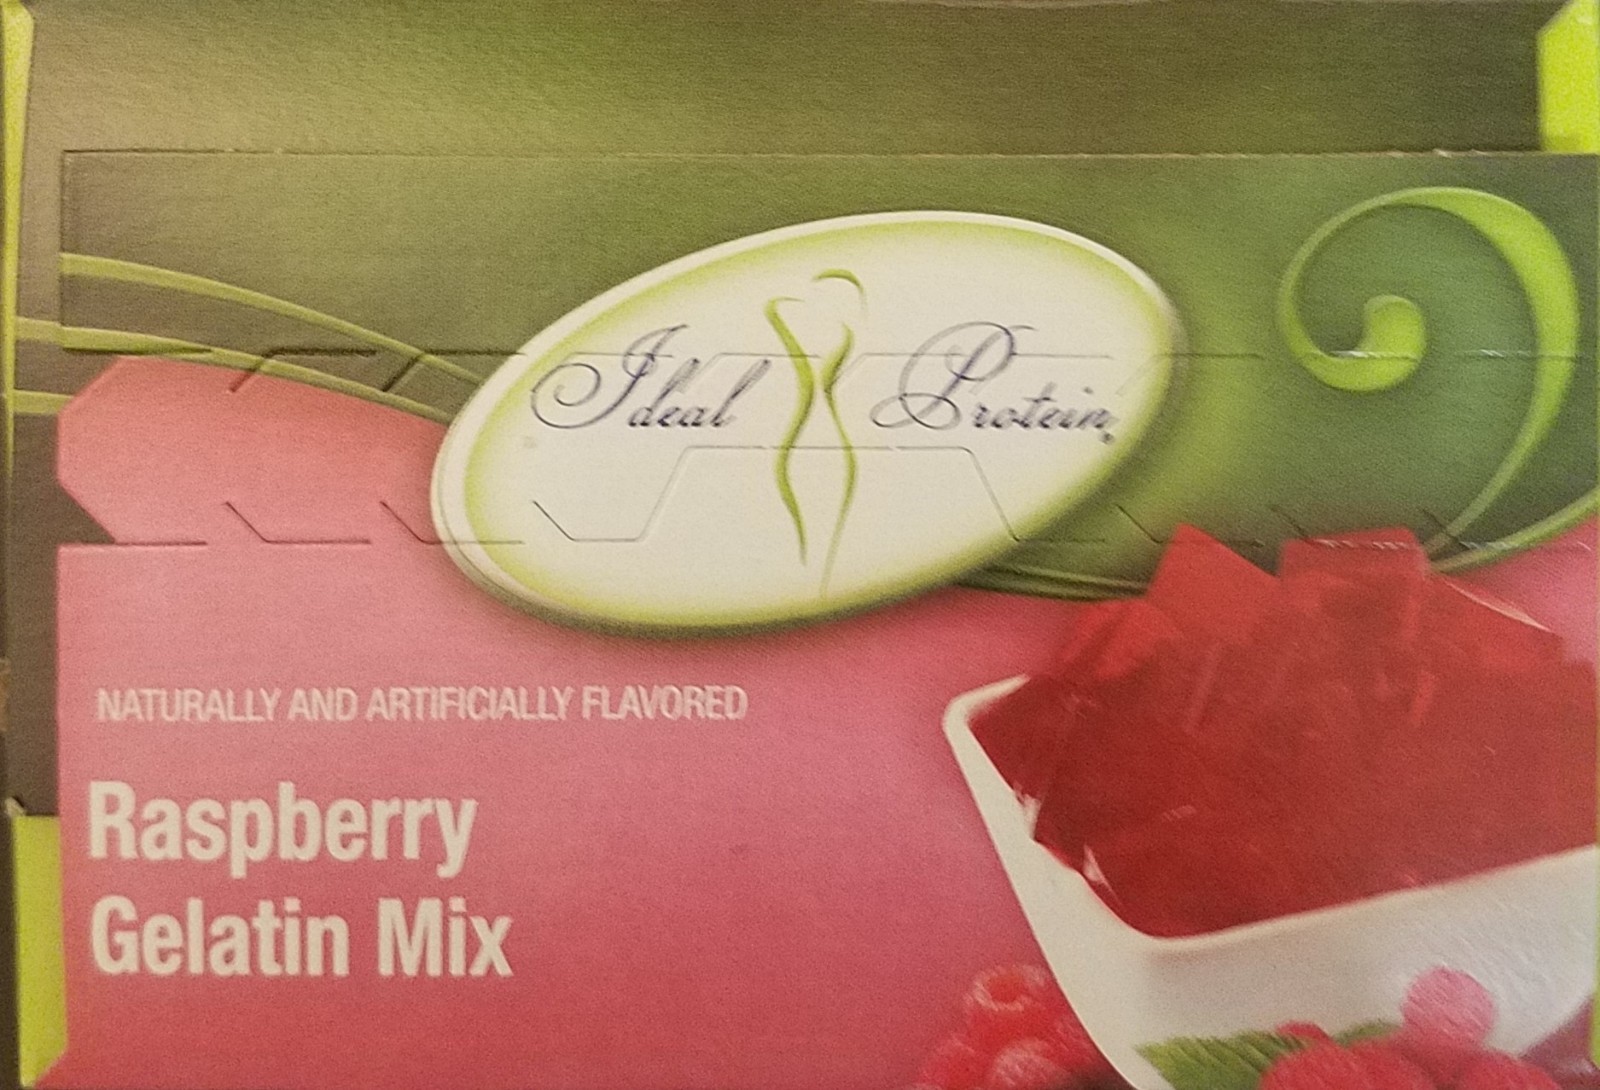 Ideal Protein
NATURALLY AND ARTIFICIALLY FLAVORED
Raspberry
Gelatin Mix